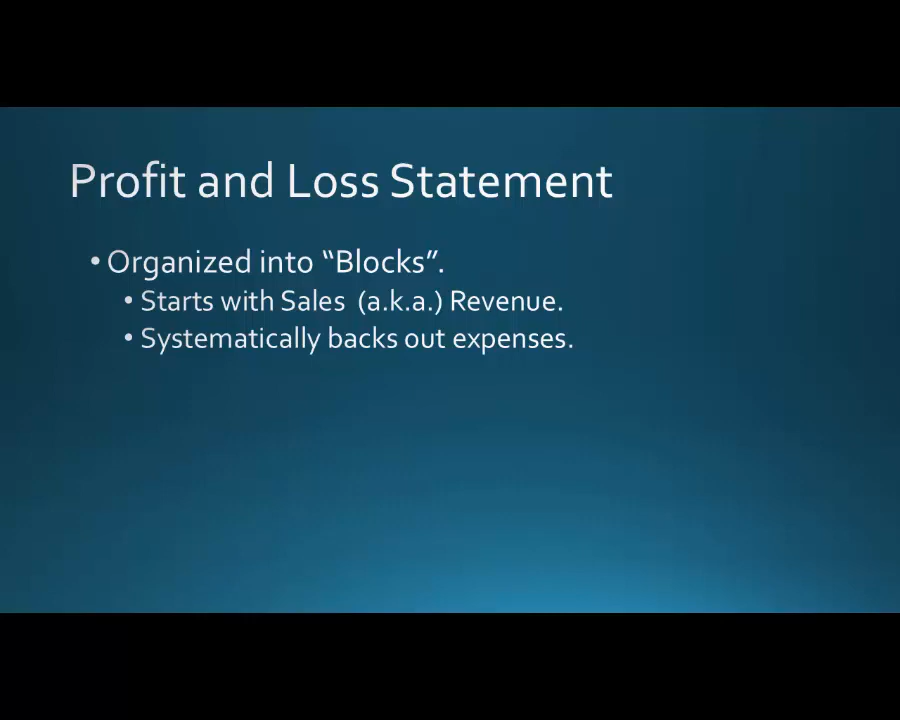 Profit and Loss Statement
• Organized into “Blocks”.
• Starts with Sales (a.k.a.) Revenue.
• Systematically backs out expenses.